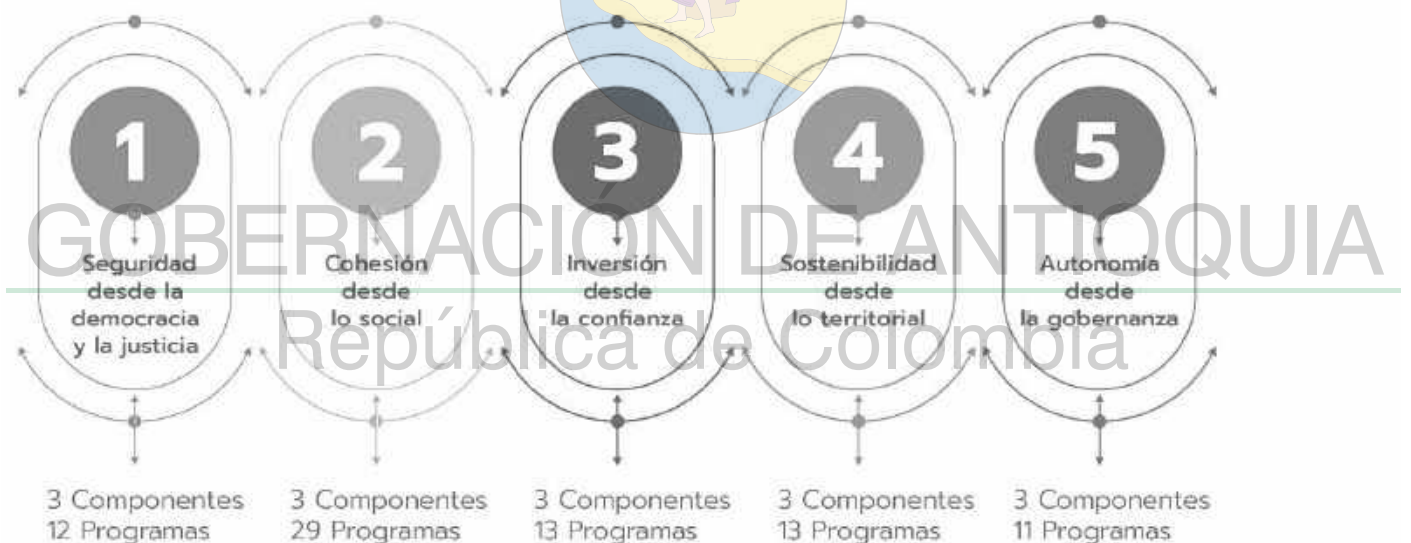 1
2
3
4
5
GOBERNACIÓN DE ANTIOQUIA
República de Colombia
Seguridad
desde la
democracia
y la justicia
Cohesión
desde
lo social
Inversión
desde
la confianza
Sostenibilidad
desde
lo territorial
Autonomía
desde
la gobernanza
3 Componentes
12 Programas
3 Componentes
29 Programas
3 Componentes
13 Programas
3 Componentes
13 Programas
3 Componentes
11 Programas